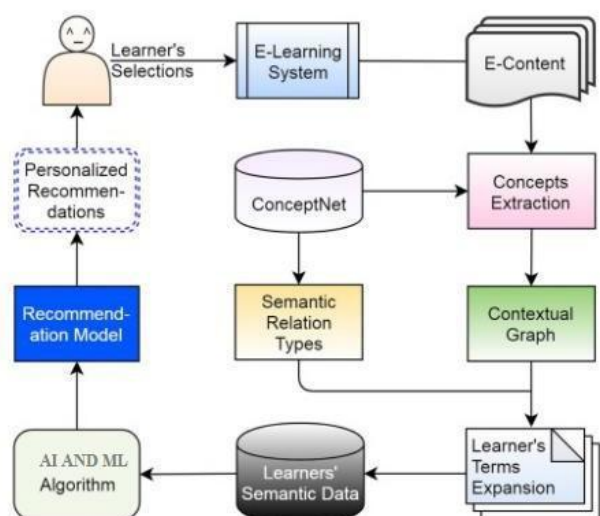 Learner's
Selections
E-Learning
System
E-Content
Personalized
Recommen-
dations
ConceptNet
Concepts
Extraction
Recommend-
ation Model
Semantic
Relation
Types
Contextual
Graph
AI AND ML
Algorithm
Learners'
Semantic Data
Learner's
Terms
Expansion